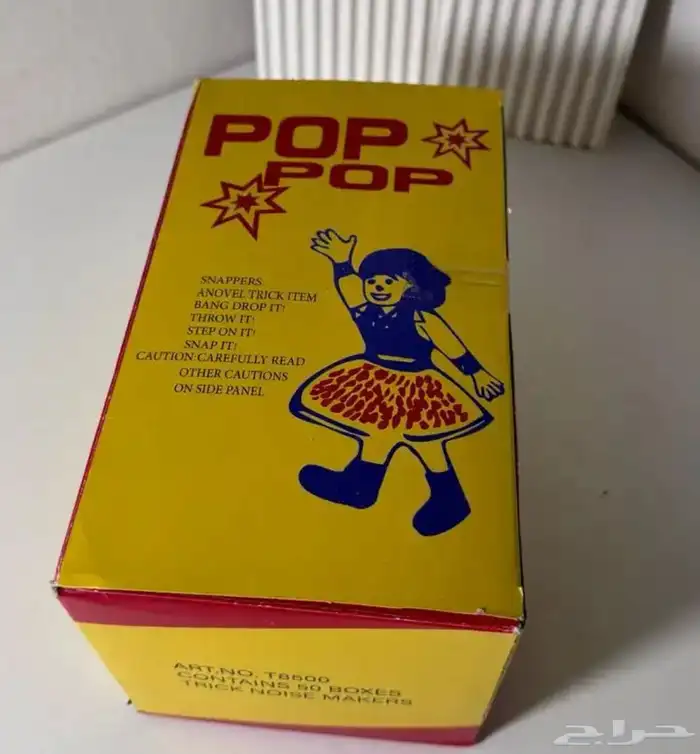 POP
POP
SNAPPERS:
ANOVEL TRICK ITEM
BANG DROP IT!
THROW IT!
STEP ON IT!
SNAP IT!
CAUTION:CAREFULLY READ
OTHER CAUTIONS
ON SIDE PANEL
ART.NO. T8500
CONTAINS 50 BOXES
TRICK NOISE MAKERS
حراج